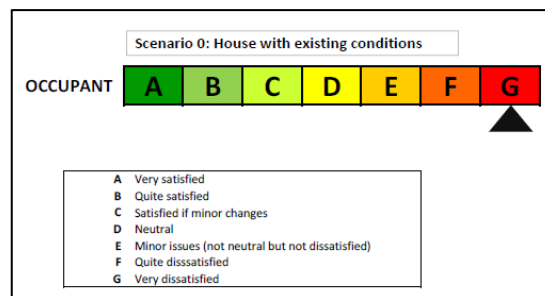 Scenario 0: House with existing conditions
OCCUPANT A B C D E F G
A Very satisfied
B Quite satisfied
C Satisfied if minor changes
D Neutral
E Minor issues (not neutral but not dissatisfied)
F Quite disssatisfied
G Very dissatisfied